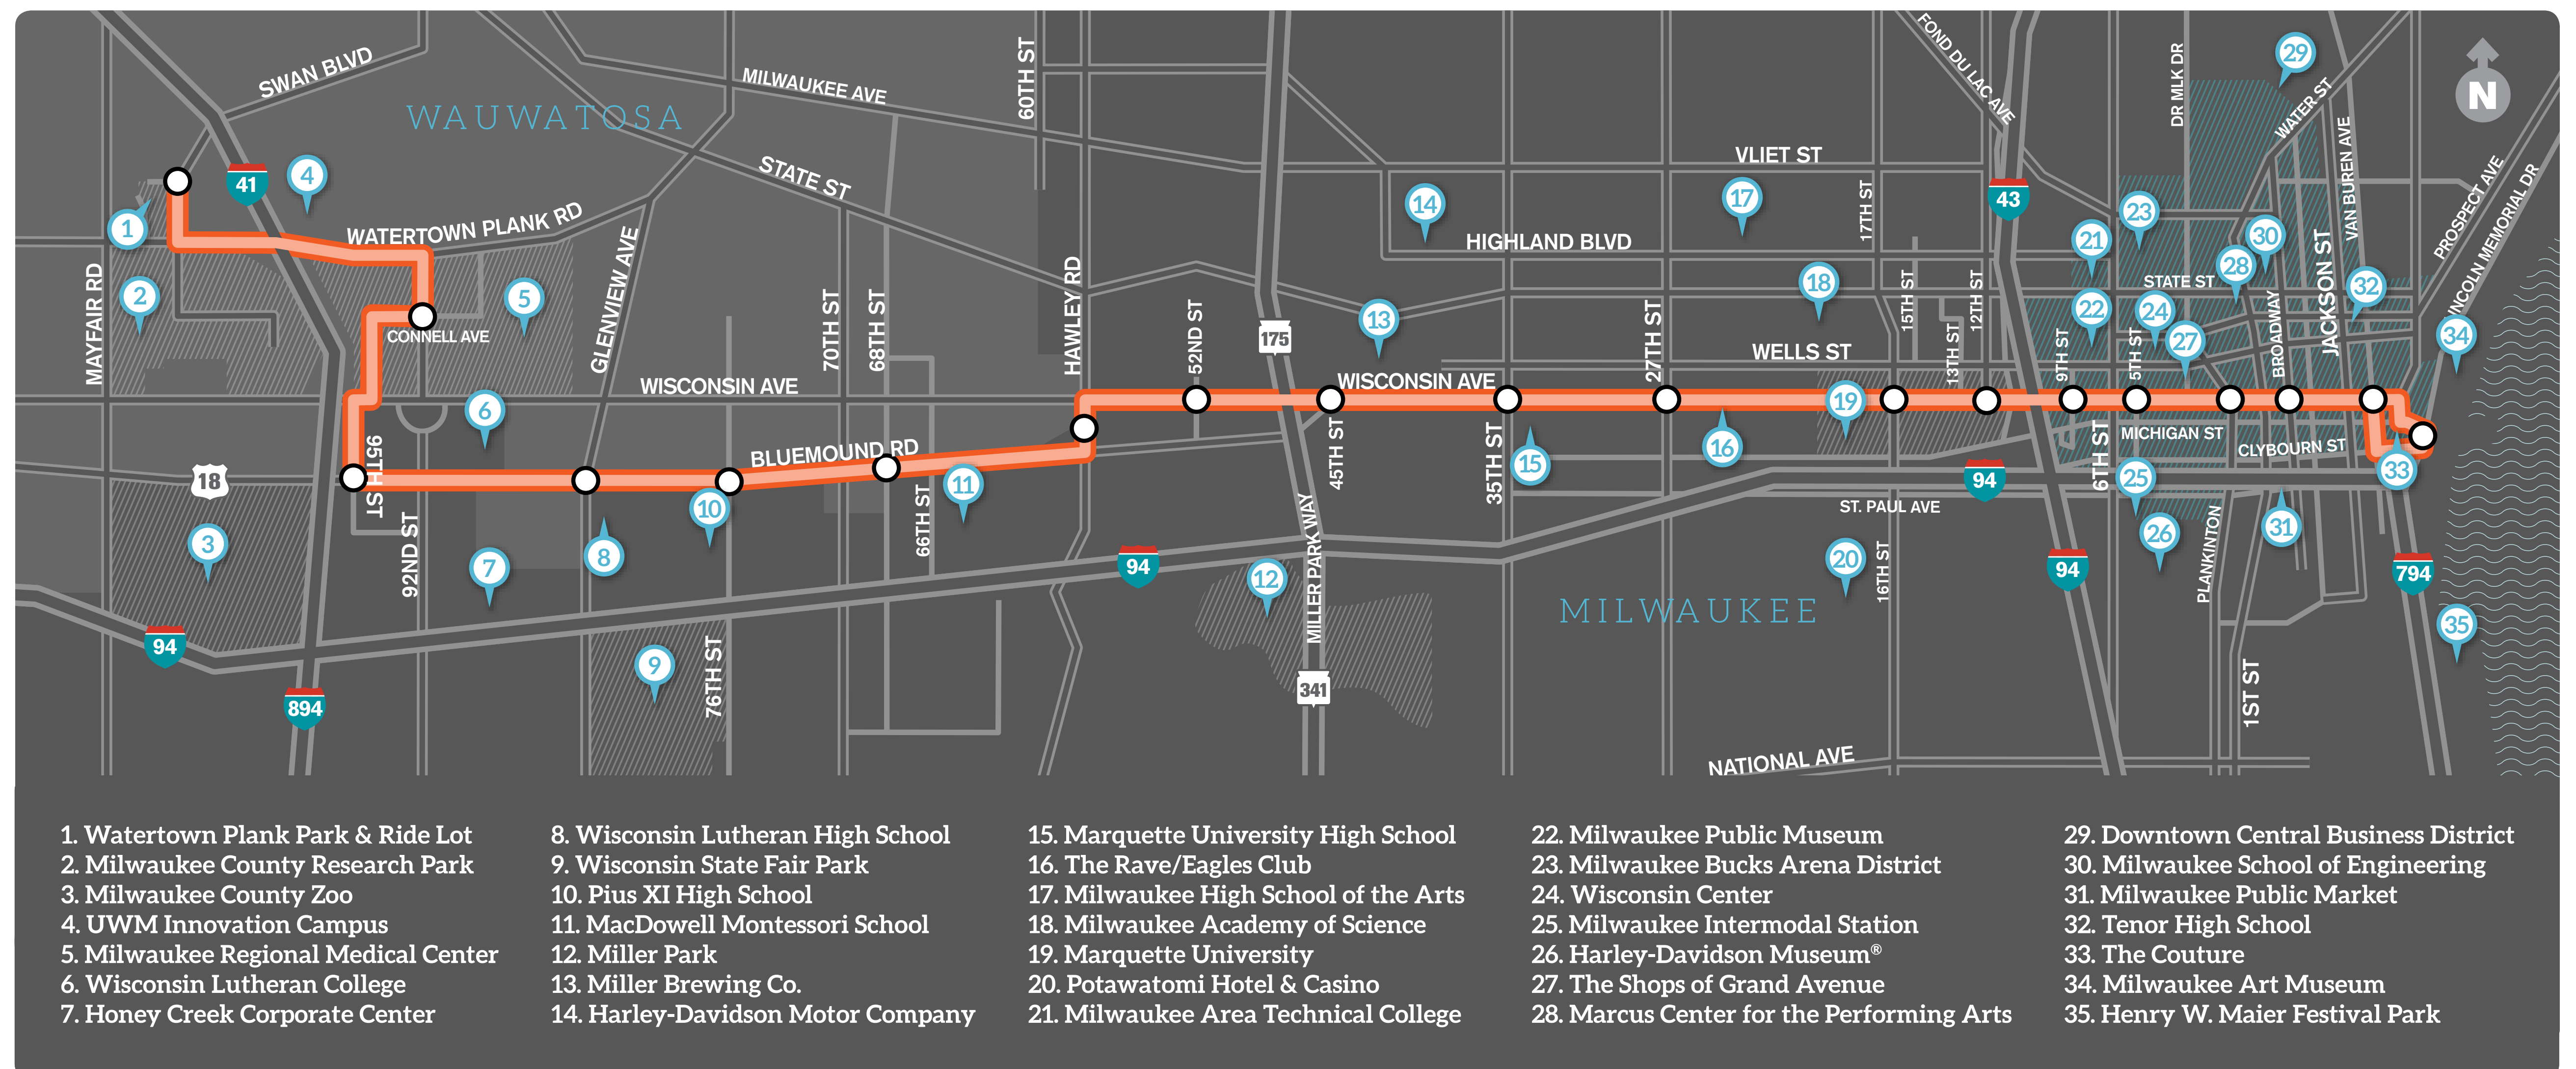 SWAN BLVD
WAUWATOSA
MILWAUKEE AVE
60TH ST
FOND DU LAC AVE
DR MLK DR
29
WATER ST
N
41
4
STATE ST
VLIET ST
VAN BUREN AVE
PROSPECT AVE
LINCOLN MEMORIAL DR
1
WATERTOWN PLANK RD
14
17
17TH ST
43
23
21
30
HIGHLAND BLVD
GLENVIEW AVE
MAYFAIR RD
2
5
HAWLEY RD
28
STATE ST
JACKSON ST
32
18
15TH ST
12TH ST
22
24
27
BROADWAY
34
CONNELL AVE
70TH ST
68TH ST
52ND ST
175
13
27TH ST
WELLS ST
13TH ST
9TH ST
5TH ST
WISCONSIN AVE
WISCONSIN AVE
6
19
95TH ST
BLUEMOUND RD
45TH ST
35TH ST
15
16
6TH ST
MICHIGAN ST
CLYBOURN ST
33
18
11
94
25
10
92ND ST
66TH ST
ST. PAUL AVE
3
7
8
94
12
MILLER PARK WAY
20
16TH ST
94
26
PLANKINTON
31
794
MILWAUKEE
35
94
9
76TH ST
894
341
1ST ST
NATIONAL AVE
1. Watertown Plank Park & Ride Lot
2. Milwaukee County Research Park
3. Milwaukee County Zoo
4. UWM Innovation Campus
5. Milwaukee Regional Medical Center
6. Wisconsin Lutheran College
7. Honey Creek Corporate Center
8. Wisconsin Lutheran High School
9. Wisconsin State Fair Park
10. Pius XI High School
11. MacDowell Montessori School
12. Miller Park
13. Miller Brewing Co.
14. Harley-Davidson Motor Company
15. Marquette University High School
16. The Rave/Eagles Club
17. Milwaukee High School of the Arts
18. Milwaukee Academy of Science
19. Marquette University
20. Potawatomi Hotel & Casino
21. Milwaukee Area Technical College
22. Milwaukee Public Museum
23. Milwaukee Bucks Arena District
24. Wisconsin Center
25. Milwaukee Intermodal Station
26. Harley-Davidson Museum®
27. The Shops of Grand Avenue
28. Marcus Center for the Performing Arts
29. Downtown Central Business District
30. Milwaukee School of Engineering
31. Milwaukee Public Market
32. Tenor High School
33. The Couture
34. Milwaukee Art Museum
35. Henry W. Maier Festival Park